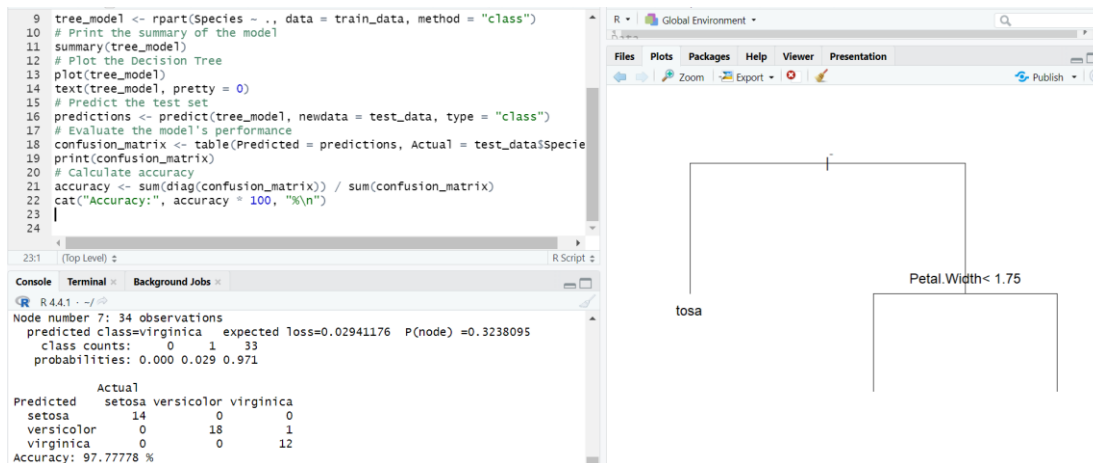 9 tree_model <- rpart(Species ~ ., data = train_data, method = "class")
10 # Print the summary of the model
11 summary(tree_model)
12 # Plot the Decision Tree
13 plot(tree_model)
14 text(tree_model, pretty = 0)
15 # Predict the test set
16 predictions <- predict(tree_model, newdata = test_data, type = "class")
17 # Evaluate the model's performance
18 confusion_matrix <- table(Predicted = predictions, Actual = test_data$Specie
19 print(confusion_matrix)
20 # Calculate accuracy
21 accuracy <- sum(diag(confusion_matrix)) / sum(confusion_matrix)
22 cat("Accuracy:", accuracy * 100, "%\n")
23
24
23:1 (Top Level) R Script
Console Terminal Background Jobs
R 4.4.1 · ~/
Node number 7: 34 observations
predicted class=virginica expected loss=0.02941176 P(node) =0.3238095
class counts: 0 1 33
probabilities: 0.000 0.029 0.971
Actual
Predicted setosa versicolor virginica
setosa 14 0 0
versicolor 0 18 1
virginica 0 0 12
Accuracy: 97.77778 %
R Global Environment
Files Plots Packages Help Viewer Presentation
Zoom Export Publish
Petal.Width< 1.75
tosa